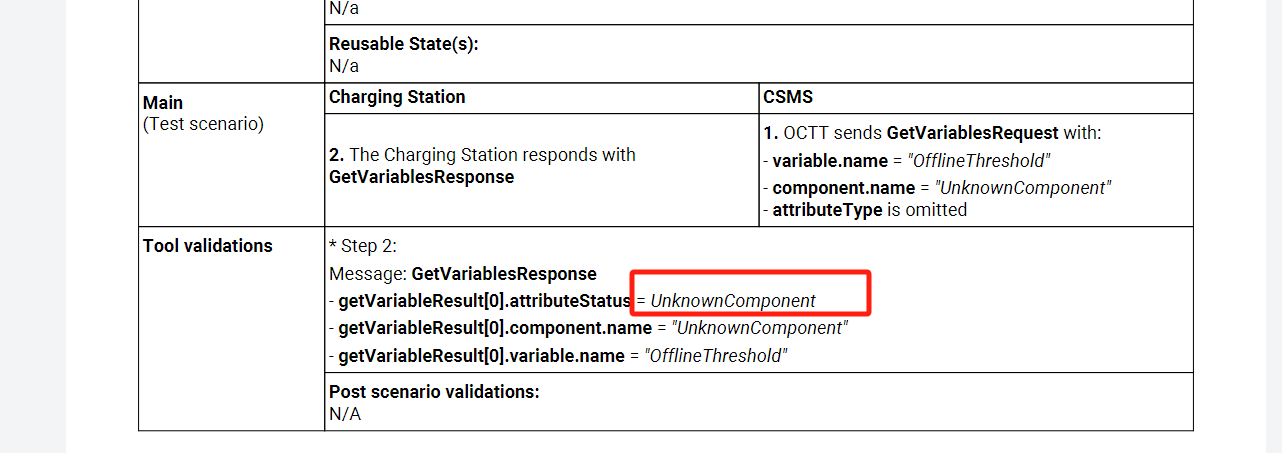 N/a
Reusable State(s):
N/a
Main
(Test scenario)
Charging Station
CSMS
2. The Charging Station responds with
GetVariablesResponse
1. OCTT sends GetVariablesRequest with:
- variable.name = "OfflineThreshold"
- component.name = "UnknownComponent"
- attributeType is omitted
Tool validations
* Step 2:
Message: GetVariablesResponse
- getVariableResult[0].attributeStatus = UnknownComponent
- getVariableResult[0].component.name = "UnknownComponent"
- getVariableResult[0].variable.name = "OfflineThreshold"
Post scenario validations:
N/A